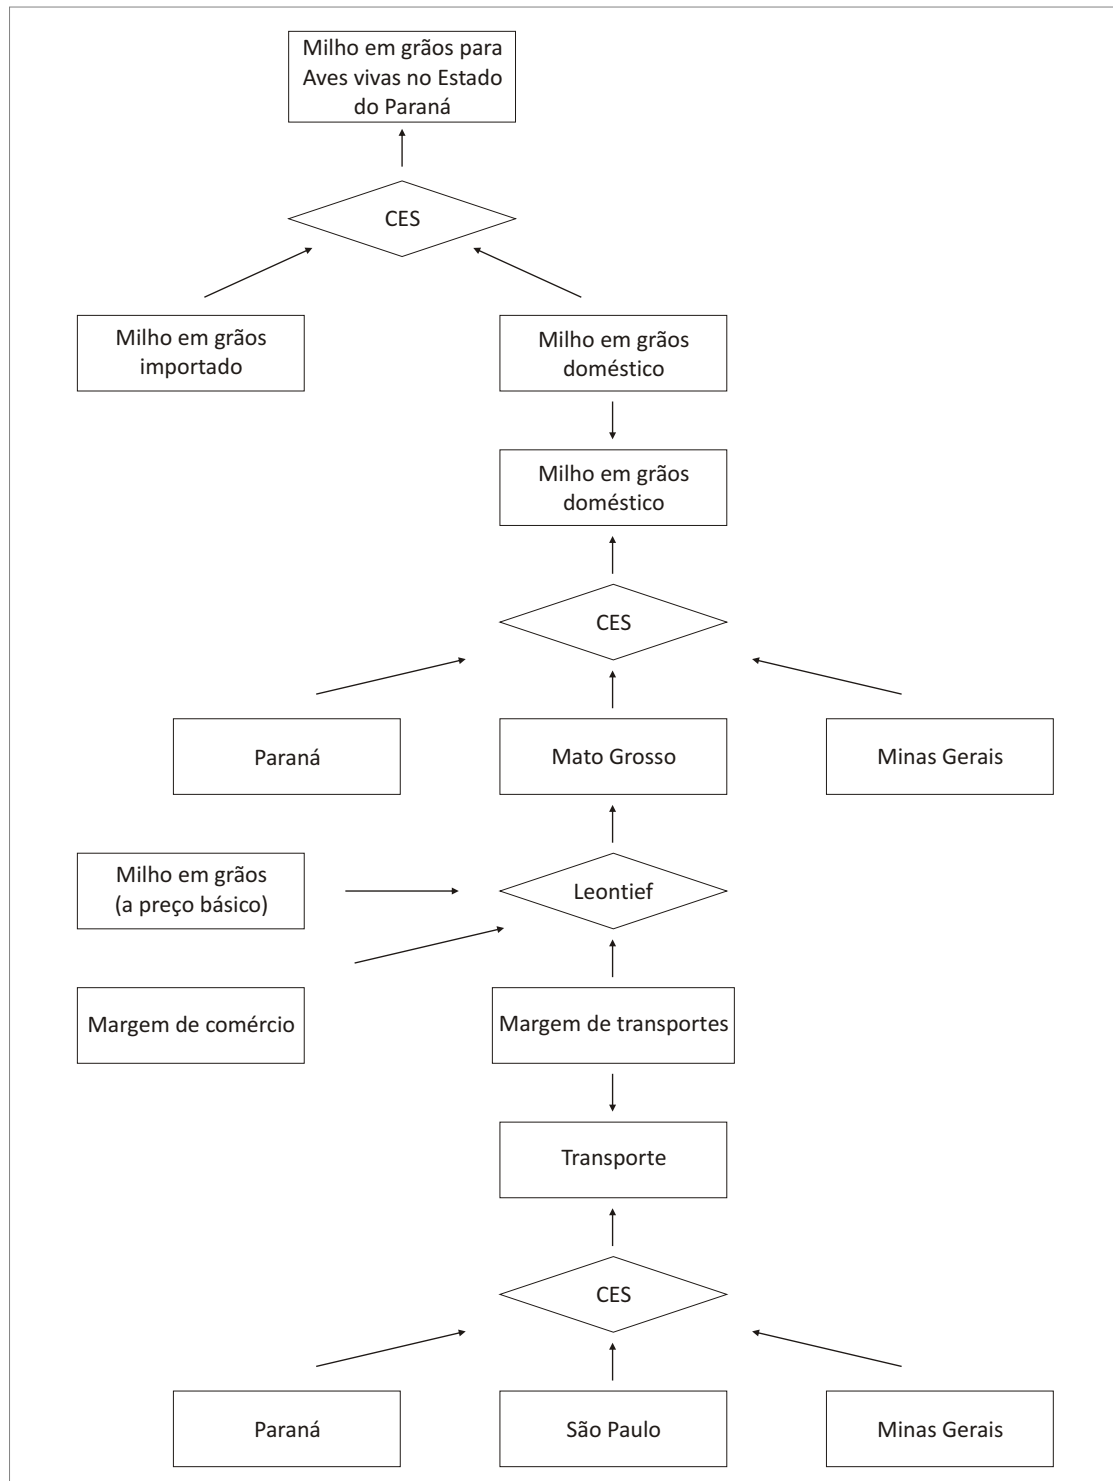 Milho em grãos para
Aves vivas no Estado
do Paraná
CES
Milho em grãos
importado
Milho em grãos
doméstico
Milho em grãos
doméstico
CES
Paraná
Mato Grosso
Minas Gerais
Milho em grãos
(a preço básico)
Leontief
Margem de comércio
Margem de transportes
Transporte
CES
Paraná
São Paulo
Minas Gerais